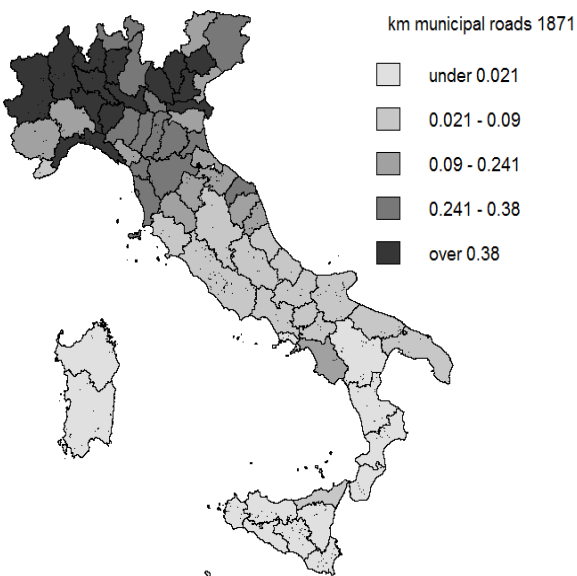 km municipal roads 1871
under 0.021
0.021 - 0.09
0.09 - 0.241
0.241 - 0.38
over 0.38